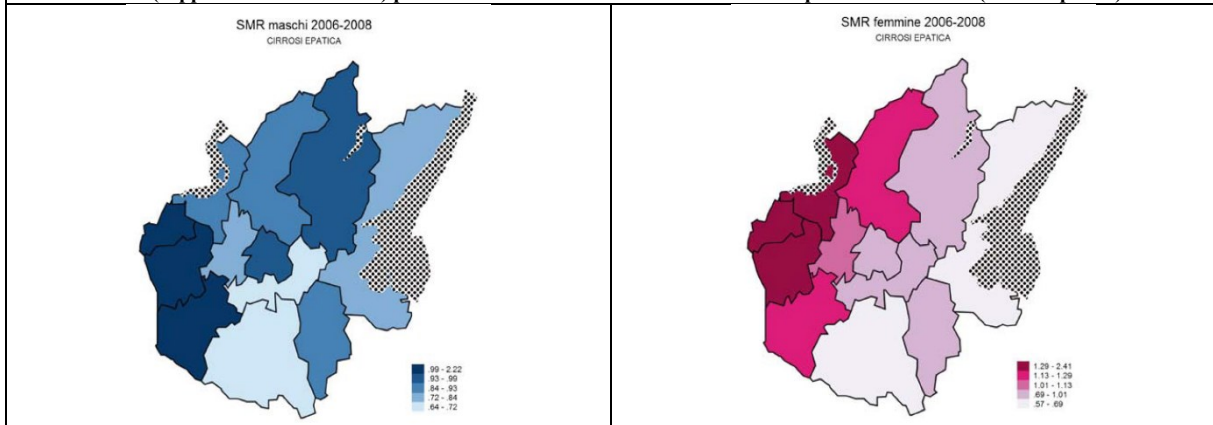 SMR maschi 2006-2008
CIRROSI EPATICA
.99 - 2.22
.93 - .99
.84 - .93
.72 - .84
.64 - .72
SMR femmine 2006-2008
CIRROSI EPATICA
1.29 - 2.41
1.13 - 1.29
1.01 - 1.13
.69 - 1.01
.57 - .69